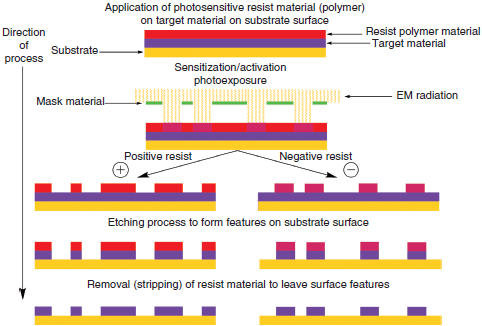 Application of photosensitive resist material (polymer)
on target material on substrate surface
Direction
of
process
Resist polymer material
Target material
Substrate
Sensitization/activation
photoexposure
Mask material
EM radiation
Positive resist
Negative resist
+
−
Etching process to form features on substrate surface
Removal (stripping) of resist material to leave surface features